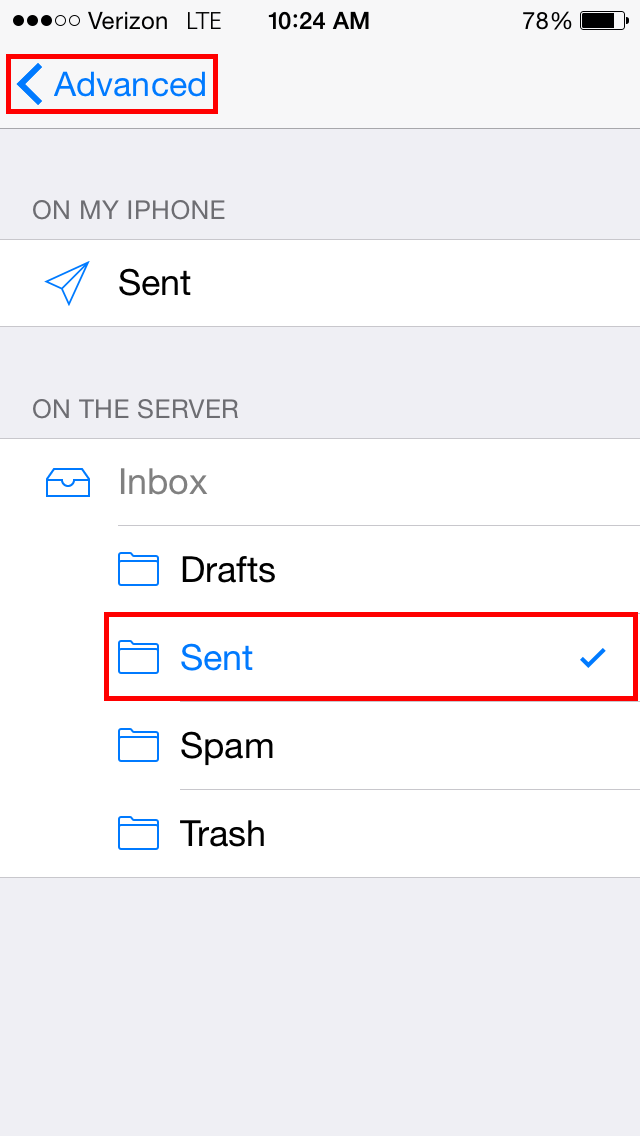 Verizon LTE 10:24 AM 78%
Advanced
ON MY IPHONE
Sent
ON THE SERVER
Inbox
Drafts
Sent
Spam
Trash